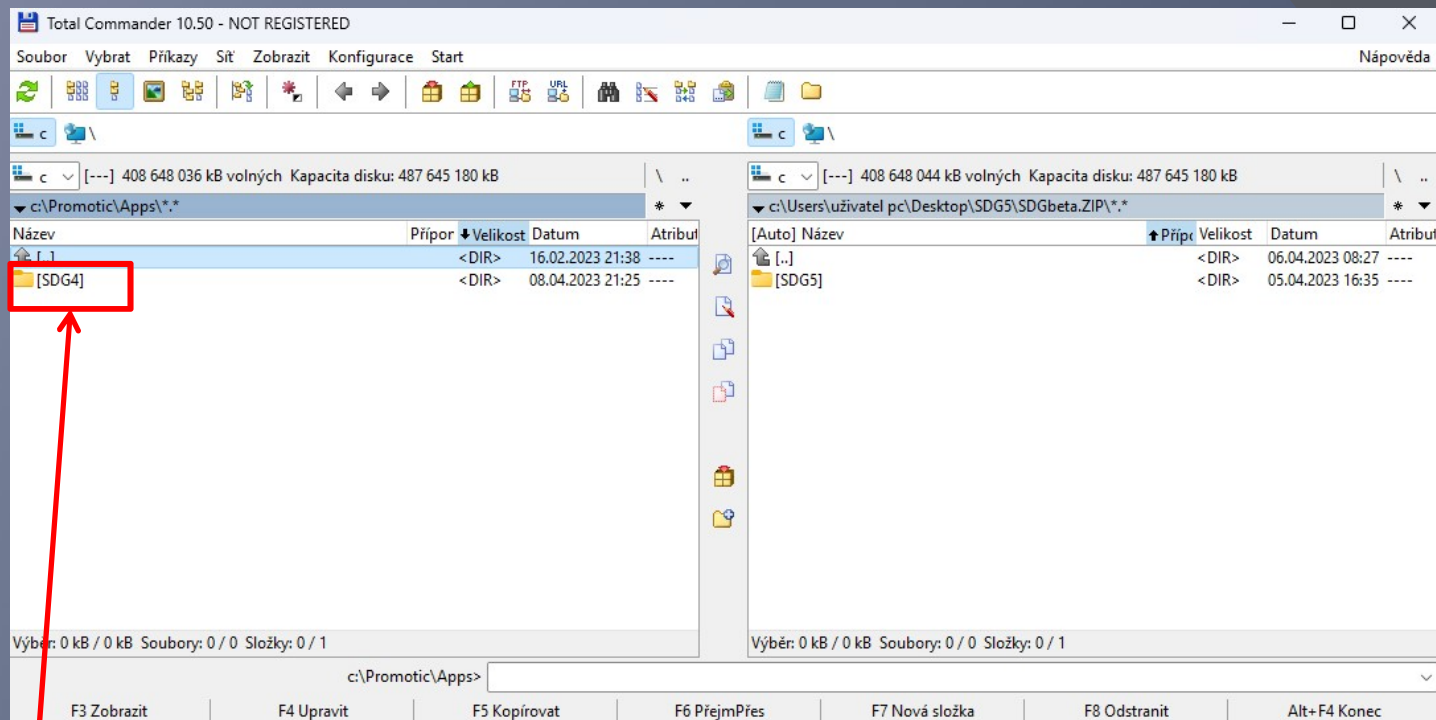 Total Commander 10.50 - NOT REGISTERED
Soubor Vybrat Příkazy Síť Zobrazit Konfigurace Start Nápověda
FTP URL
c \ c \
c [---] 408 648 036 kB volných Kapacita disku: 487 645 180 kB \ .. c [---] 408 648 044 kB volných Kapacita disku: 487 645 180 kB \ ..
c:\Promotic\Apps\*.* * c:\Users\uživatel pc\Desktop\SDG5\SDGbeta.ZIP\*.* *
Název Přípor Velikost Datum Atribut [Auto] Název Přípo Velikost Datum Atribut
[..] <DIR> 16.02.2023 21:38 ---- [..] <DIR> 06.04.2023 08:27 ----
[SDG4] <DIR> 08.04.2023 21:25 ---- [SDG5] <DIR> 05.04.2023 16:35 ----
Výběr: 0 kB / 0 kB Soubory: 0 / 0 Složky: 0 / 1 Výběr: 0 kB / 0 kB Soubory: 0 / 0 Složky: 0 / 1
c:\Promotic\Apps>
F3 Zobrazit F4 Upravit F5 Kopírovat F6 PřejmPřes F7 Nová složka F8 Odstranit Alt+F4 Konec